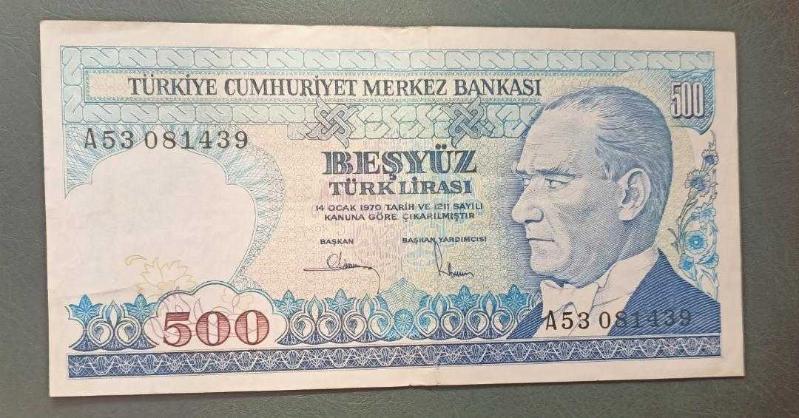 TÜRKİYE CUMHURİYET MERKEZ BANKASI
500
A53 081439
BEŞYÜZ
TÜRK LİRASI
14 OCAK 1970 TARİH VE 1211 SAYILI
KANUNA GÖRE ÇIKARILMIŞTIR
BAŞKAN BAŞKAN YARDIMCISI
500
A53 081439